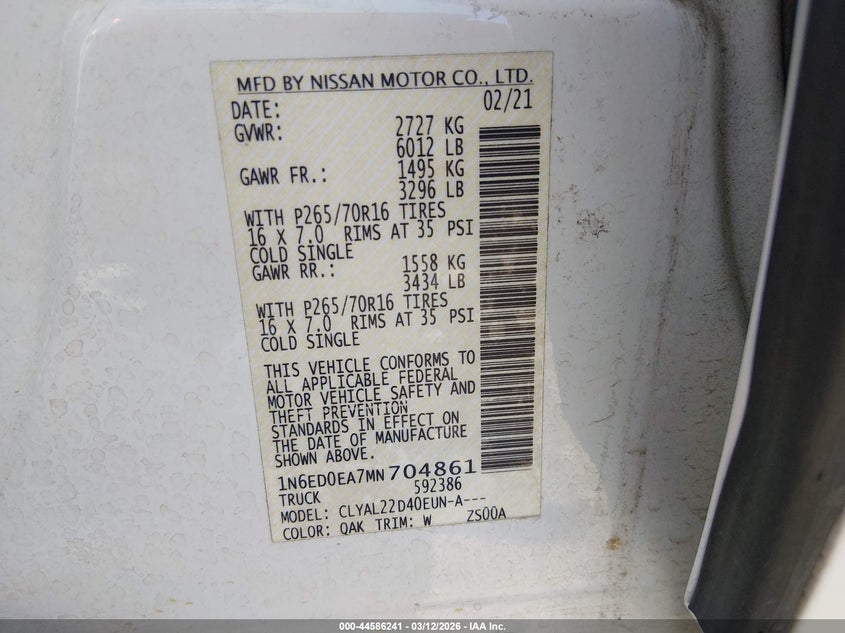 MFD BY NISSAN MOTOR CO., LTD.
DATE: 02/21
GVWR: 2727 KG
6012 LB
GAWR FR.: 1495 KG
3296 LB
WITH P265/70R16 TIRES
16 X 7.0 RIMS AT 35 PSI
COLD SINGLE
GAWR RR.: 1558 KG
3434 LB
WITH P265/70R16 TIRES
16 X 7.0 RIMS AT 35 PSI
COLD SINGLE
THIS VEHICLE CONFORMS TO
ALL APPLICABLE FEDERAL
MOTOR VEHICLE SAFETY AND
THEFT PREVENTION
STANDARDS IN EFFECT ON
THE DATE OF MANUFACTURE
SHOWN ABOVE.
1N6ED0EA7MN704861
TRUCK 592386
MODEL: CLYAL22D40EUN-A---
COLOR: QAK TRIM: W ZS00A
000-44586241 - 03/12/2026 - IAA Inc.